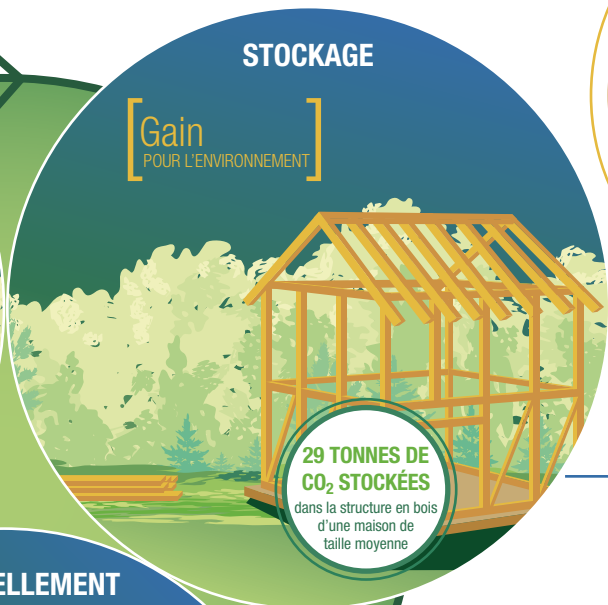 STOCKAGE
Gain
POUR L'ENVIRONNEMENT
29 TONNES DE
CO₂ STOCKÉES
dans la structure en bois
d'une maison de
taille moyenne
ELLEMENT